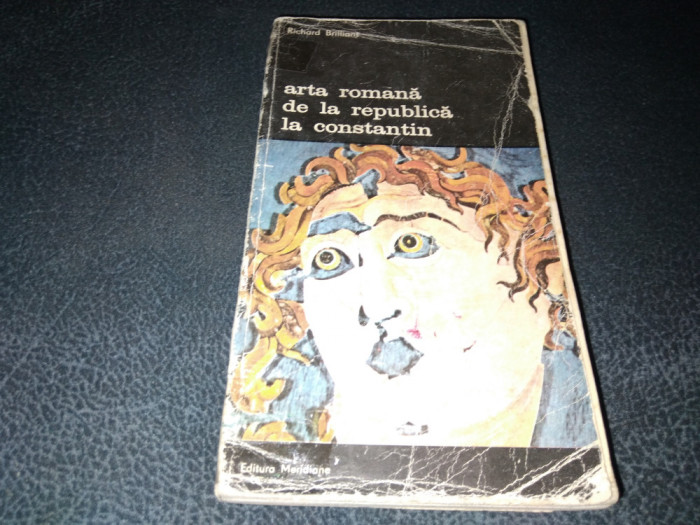 Richard Brilliant
arta romană
de la republică
la constantin
Editura Meridiane